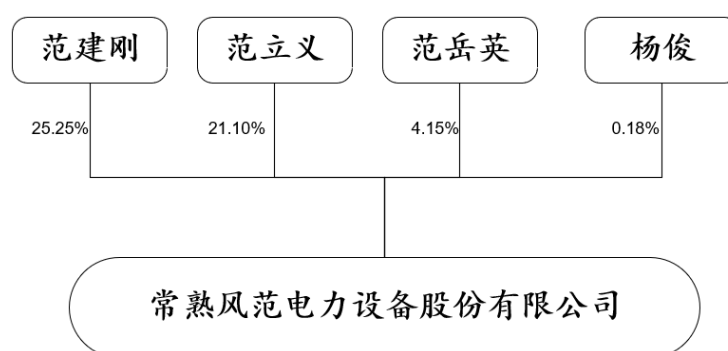 范建刚 范立义 范岳英 杨俊
25.25% 21.10% 4.15% 0.18%
常熟风范电力设备股份有限公司